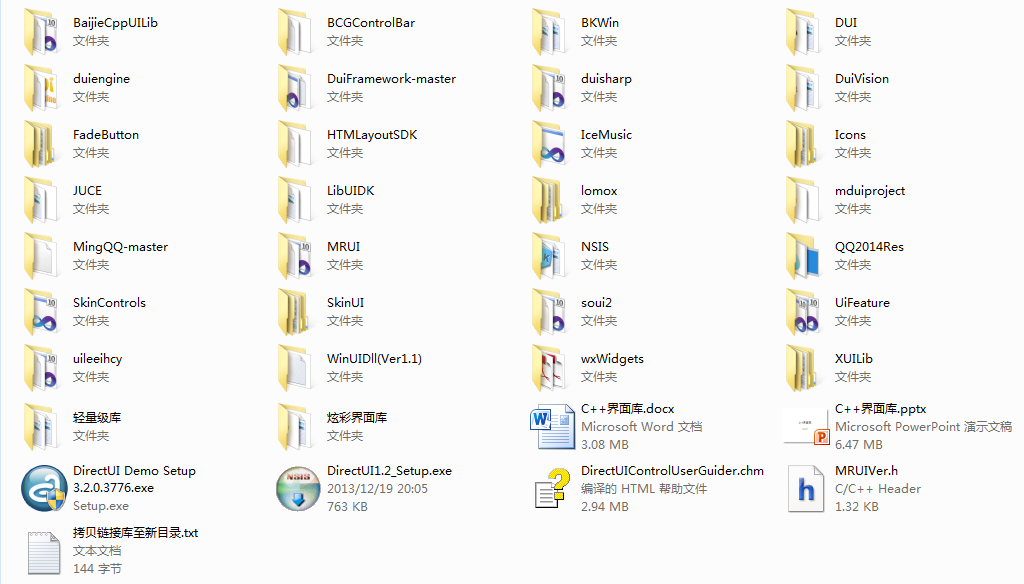 BaijieCppUILib
文件夹
BCGControlBar
文件夹
BKWin
文件夹
DUI
文件夹
duiengine
文件夹
DuiFramework-master
文件夹
duisharp
文件夹
DuiVision
文件夹
FadeButton
文件夹
HTMLayoutSDK
文件夹
IceMusic
文件夹
Icons
文件夹
JUCE
文件夹
LibUIDK
文件夹
lomox
文件夹
mduiproject
文件夹
MingQQ-master
文件夹
MRUI
文件夹
NSIS
文件夹
QQ2014Res
文件夹
SkinControls
文件夹
SkinUI
文件夹
soui2
文件夹
UiFeature
文件夹
uileeihcy
文件夹
WinUIDll(Ver1.1)
文件夹
wxWidgets
文件夹
XUILib
文件夹
轻量级库
文件夹
炫彩界面库
文件夹
C++界面库.docx
Microsoft Word 文档
3.08 MB
C++界面库.pptx
Microsoft PowerPoint 演示文稿
6.47 MB
DirectUI Demo Setup
3.2.0.3776.exe
Setup.exe
DirectUI1.2_Setup.exe
2013/12/19 20:05
763 KB
DirectUIControlUserGuider.chm
编译的 HTML 帮助文件
2.94 MB
MRUIVer.h
C/C++ Header
1.32 KB
拷贝链接库至新目录.txt
文本文档
144 字节